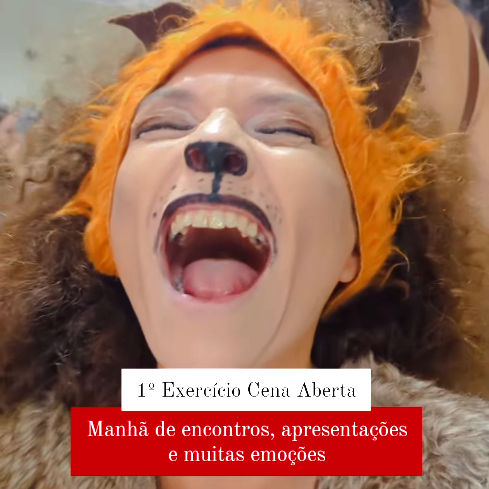 1º Exercício Cena Aberta
Manhã de encontros, apresentações
e muitas emoções